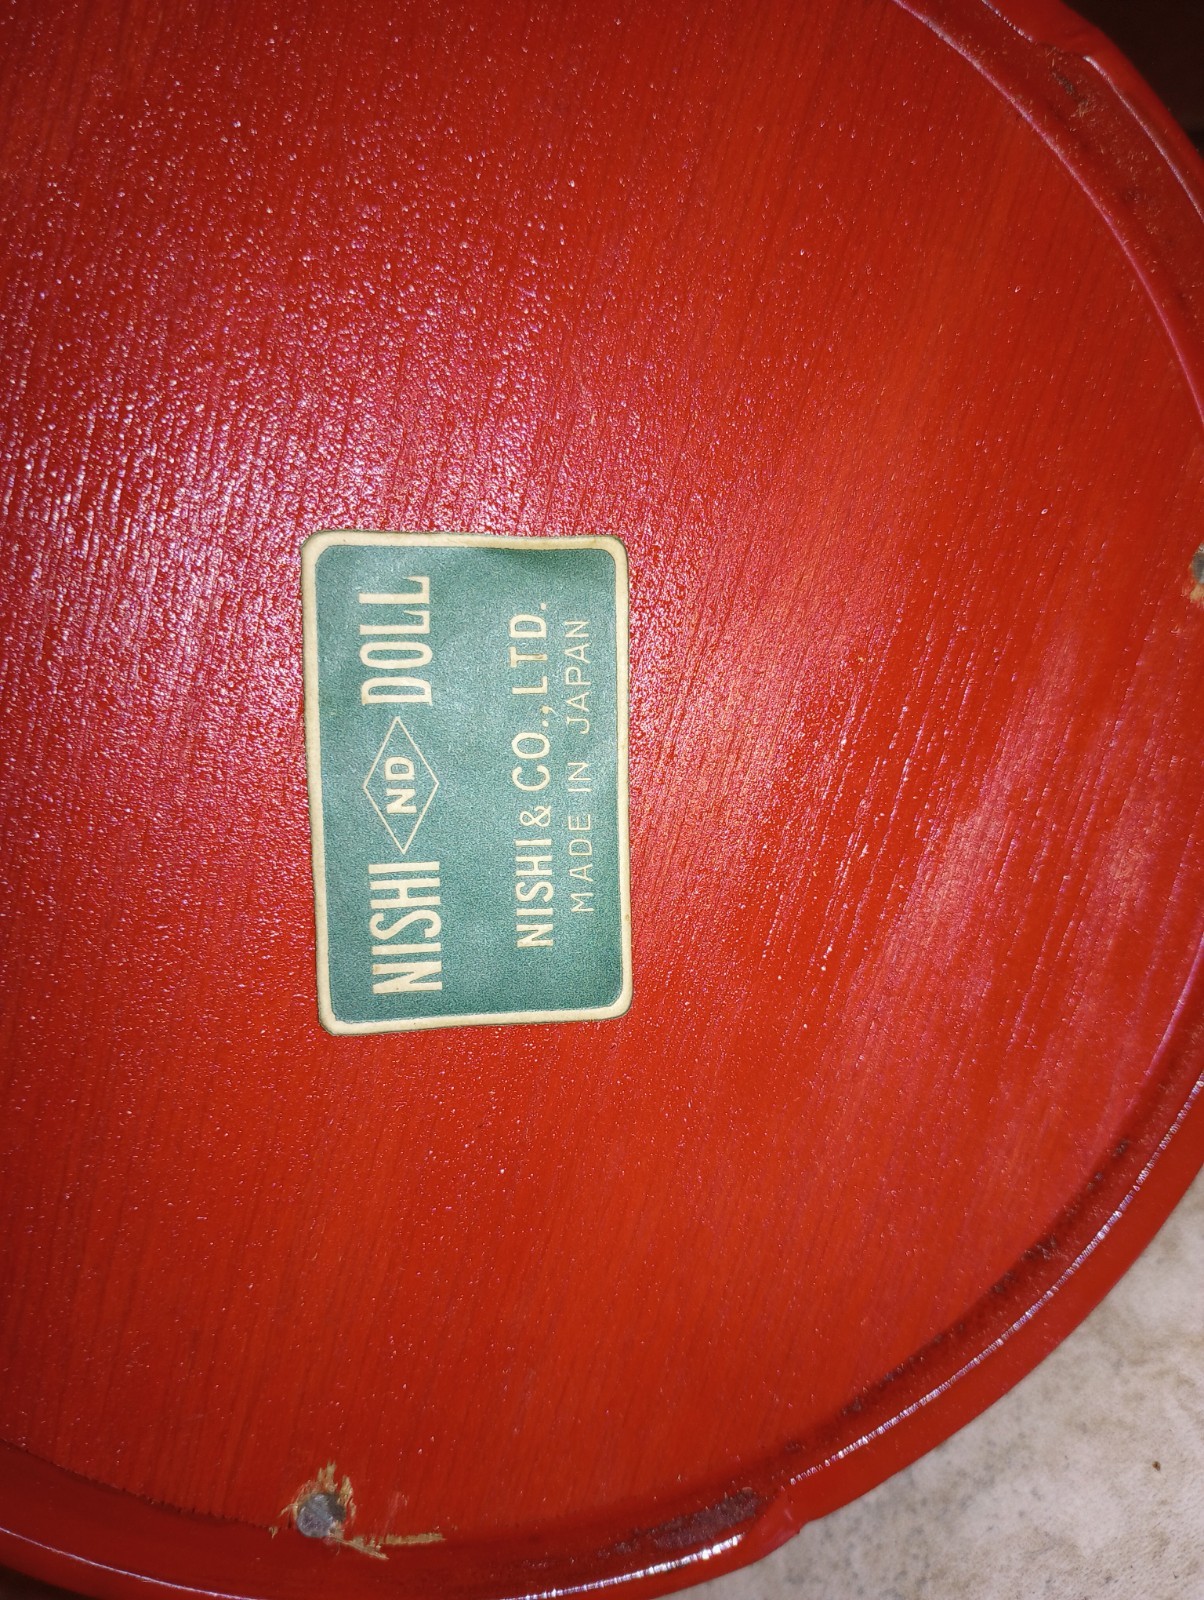 NISHI ND DOLL
NISHI & CO., LTD.
MADE IN JAPAN